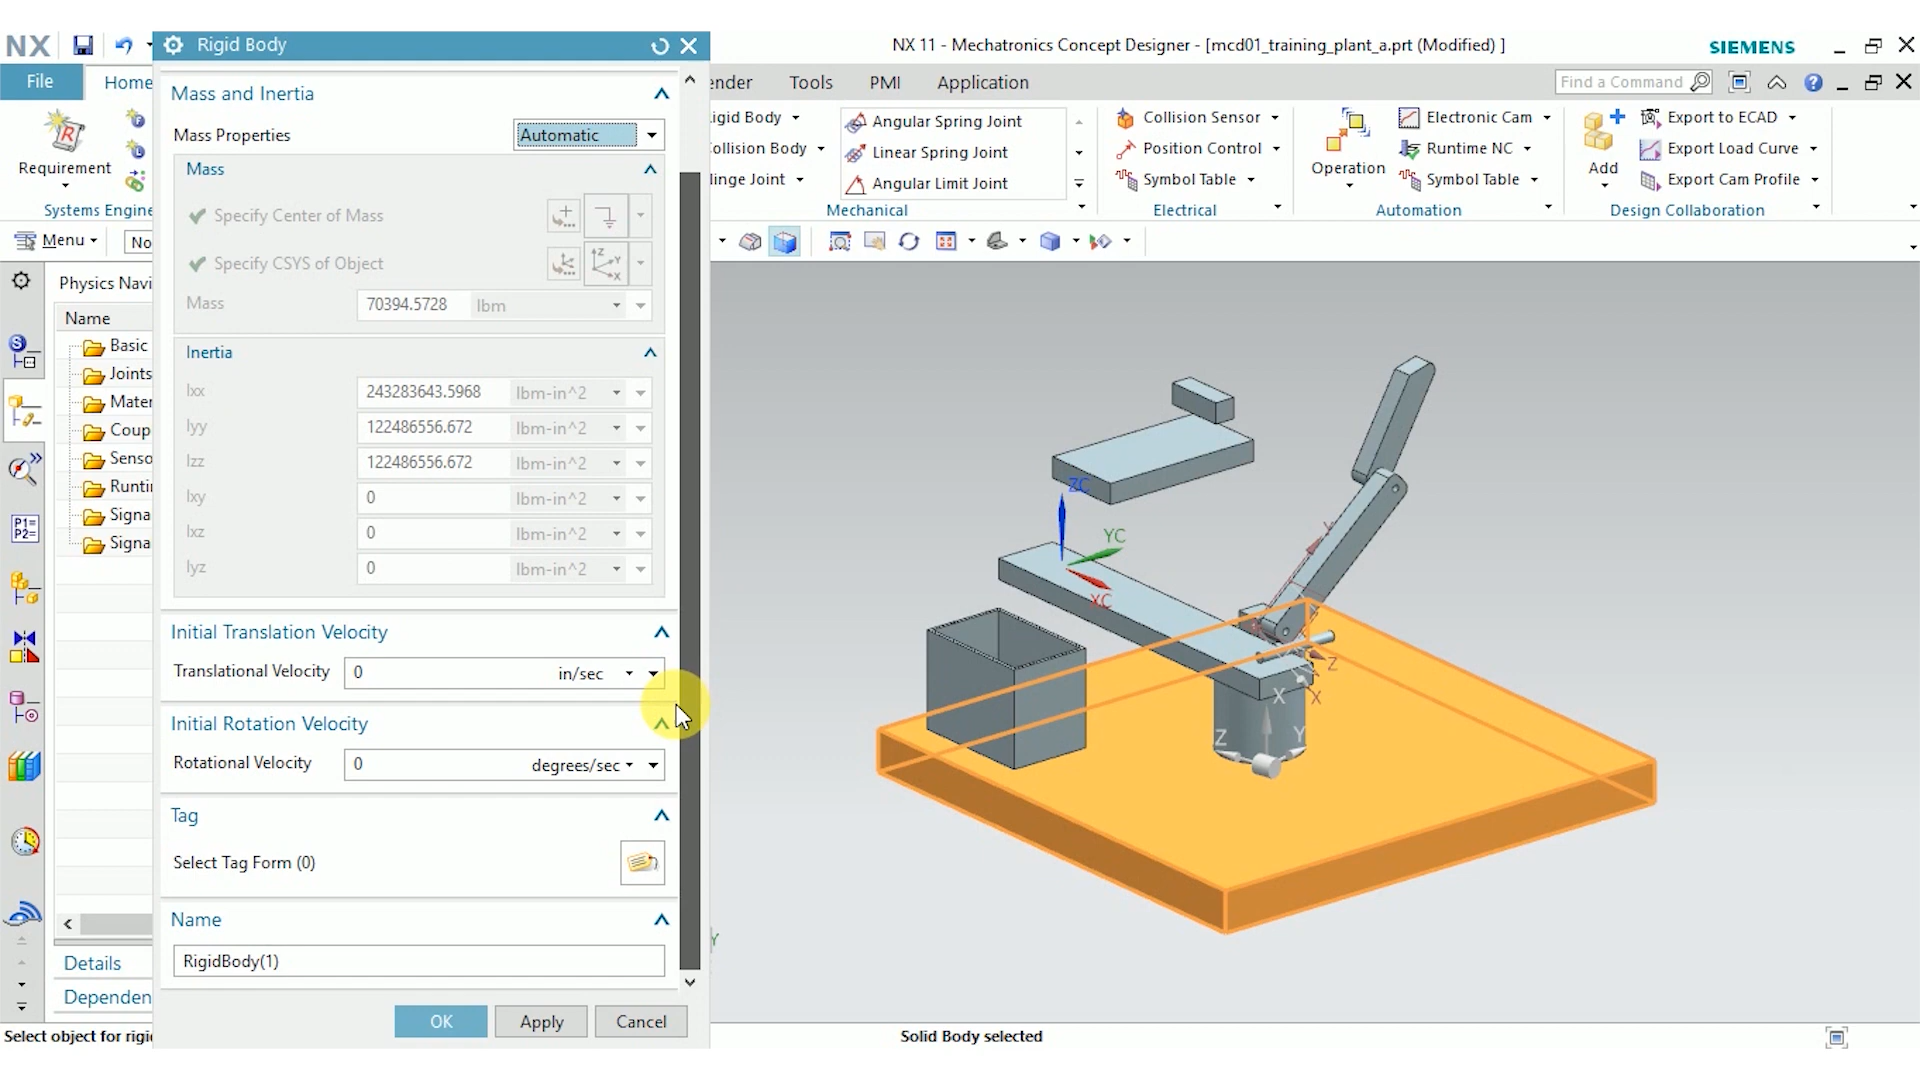 NX
Rigid Body
NX 11 - Mechatronics Concept Designer - [mcd01_training_plant_a.prt (Modified) ]
SIEMENS
File
Home
ender
Tools
PMI
Application
Find a Command
Requirement
Systems Engine
igid Body
ollision Body
linge Joint
Angular Spring Joint
Linear Spring Joint
Angular Limit Joint
Mechanical
Collision Sensor
Position Control
Symbol Table
Electrical
Operation
Electronic Cam
Runtime NC
Symbol Table
Automation
Add
Export to ECAD
Export Load Curve
Export Cam Profile
Design Collaboration
Menu
No
Physics Navi
Name
Basic
Joints
Mater
Coup
Senso
Runti
Signa
Signa
Details
Dependen
Mass and Inertia
Mass Properties Automatic
Mass
Specify Center of Mass
Specify CSYS of Object
Mass 70394.5728 lbm
Inertia
Ixx 243283643.5968 lbm-in^2
Iyy 122486556.672 lbm-in^2
Izz 122486556.672 lbm-in^2
Ixy 0 lbm-in^2
Ixz 0 lbm-in^2
Iyz 0 lbm-in^2
Initial Translation Velocity
Translational Velocity 0 in/sec
Initial Rotation Velocity
Rotational Velocity 0 degrees/sec
Tag
Select Tag Form (0)
Name
RigidBody(1)
OK
Apply
Cancel
P1=
P2=
ZC
YC
XC
Y
Z
X
X
Z
Y
Y
Select object for rigi
Solid Body selected